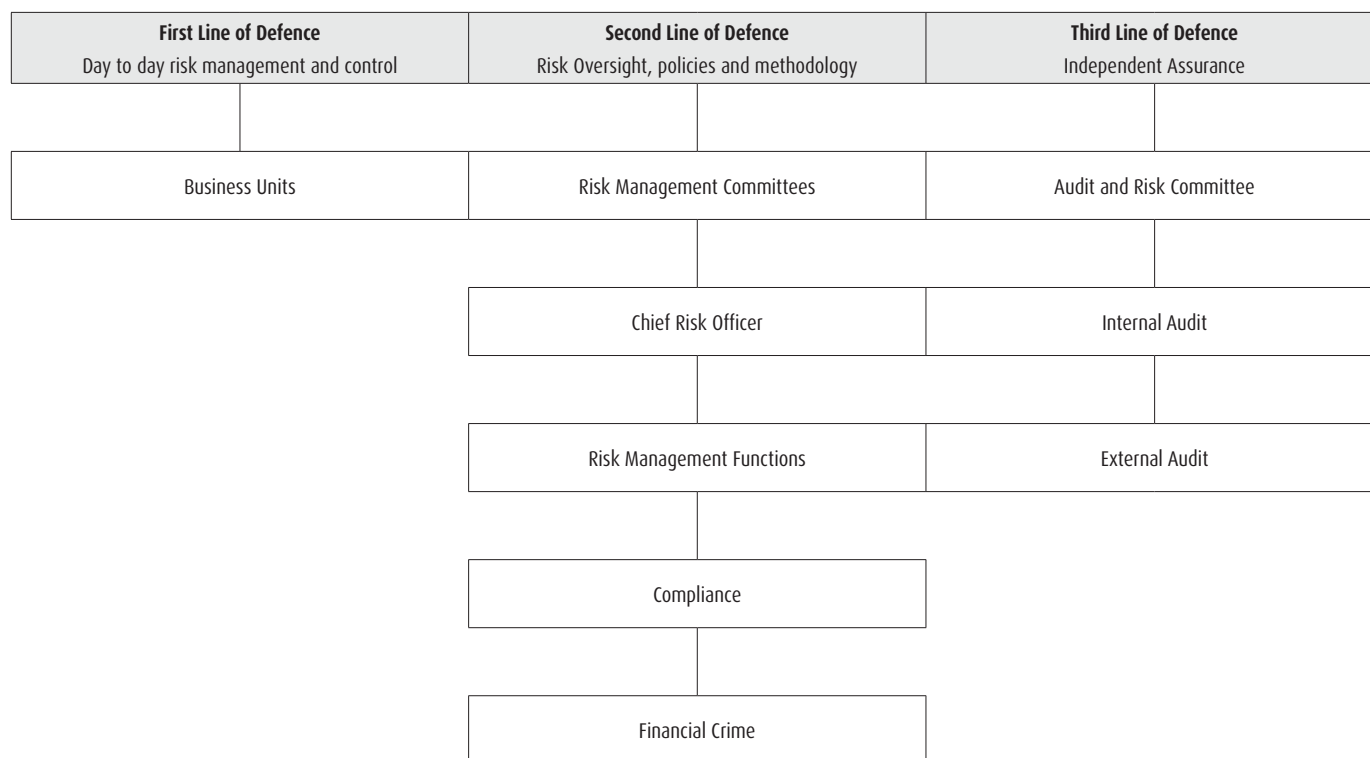 First Line of Defence
Day to day risk management and control
Second Line of Defence
Risk Oversight, policies and methodology
Third Line of Defence
Independent Assurance
Business Units
Risk Management Committees
Audit and Risk Committee
Chief Risk Officer
Internal Audit
Risk Management Functions
External Audit
Compliance
Financial Crime